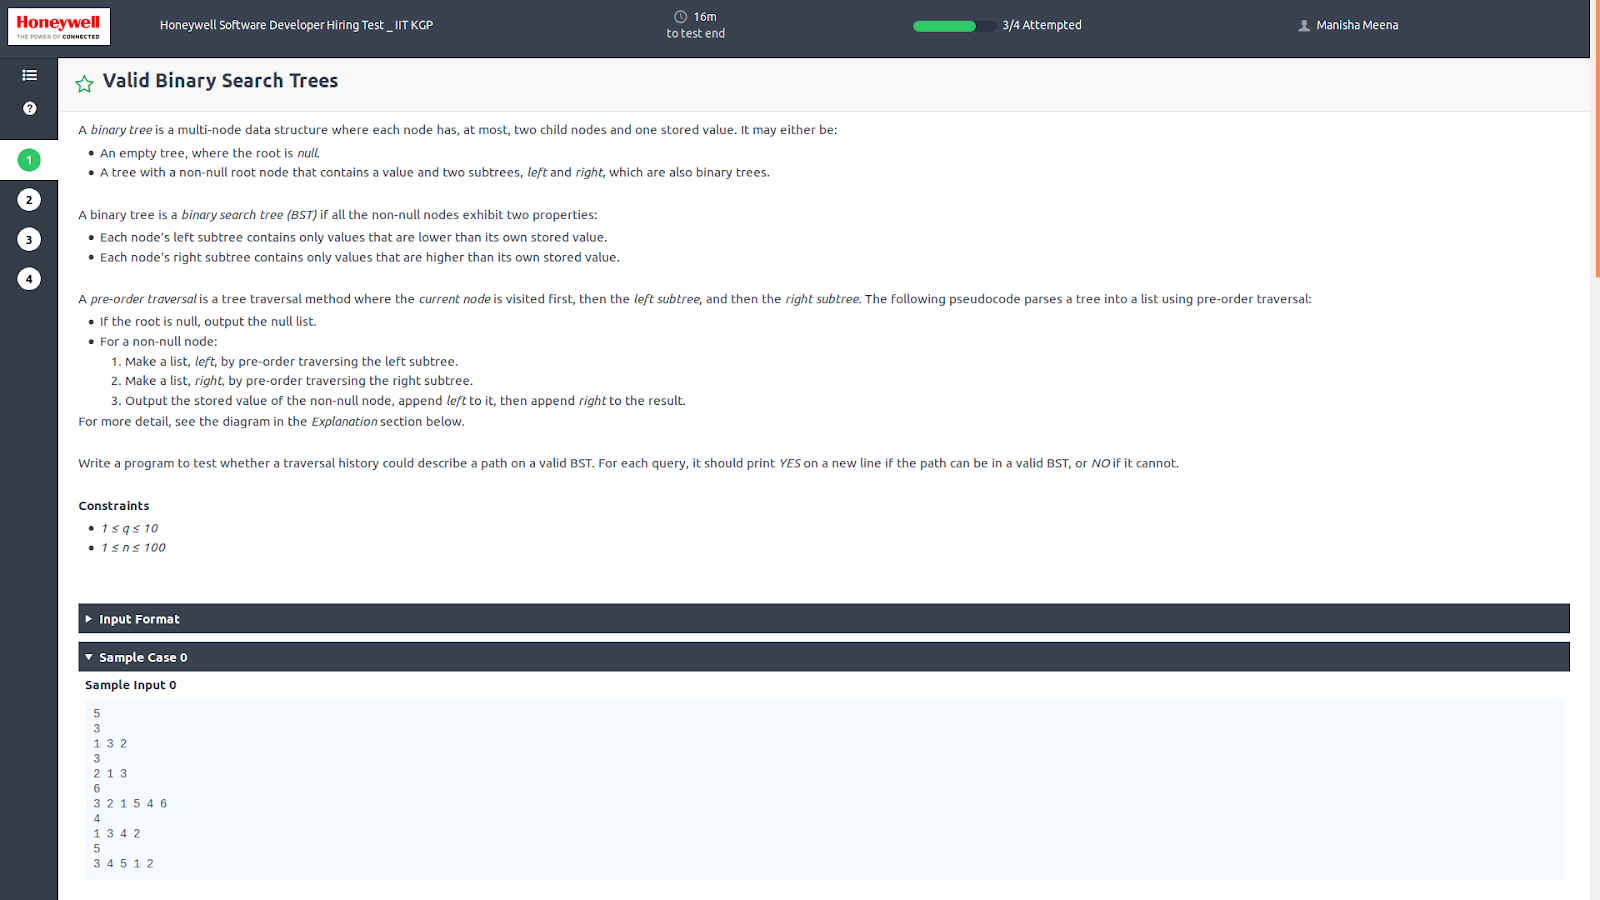 Honeywell
THE POWER OF CONNECTED
Honeywell Software Developer Hiring Test _ IIT KGP
16m
to test end
3/4 Attempted
Manisha Meena
?
1
2
3
4
Valid Binary Search Trees
A binary tree is a multi-node data structure where each node has, at most, two child nodes and one stored value. It may either be:
• An empty tree, where the root is null.
• A tree with a non-null root node that contains a value and two subtrees, left and right, which are also binary trees.
A binary tree is a binary search tree (BST) if all the non-null nodes exhibit two properties:
• Each node's left subtree contains only values that are lower than its own stored value.
• Each node's right subtree contains only values that are higher than its own stored value.
A pre-order traversal is a tree traversal method where the current node is visited first, then the left subtree, and then the right subtree. The following pseudocode parses a tree into a list using pre-order traversal:
• If the root is null, output the null list.
• For a non-null node:
1. Make a list, left, by pre-order traversing the left subtree.
2. Make a list, right, by pre-order traversing the right subtree.
3. Output the stored value of the non-null node, append left to it, then append right to the result.
For more detail, see the diagram in the Explanation section below.
Write a program to test whether a traversal history could describe a path on a valid BST. For each query, it should print YES on a new line if the path can be in a valid BST, or NO if it cannot.
Constraints
• 1 ≤ q ≤ 10
• 1 ≤ n ≤ 100
Input Format
Sample Case 0
Sample Input 0
5
3
1 3 2
3
2 1 3
6
3 2 1 5 4 6
4
1 3 4 2
5
3 4 5 1 2